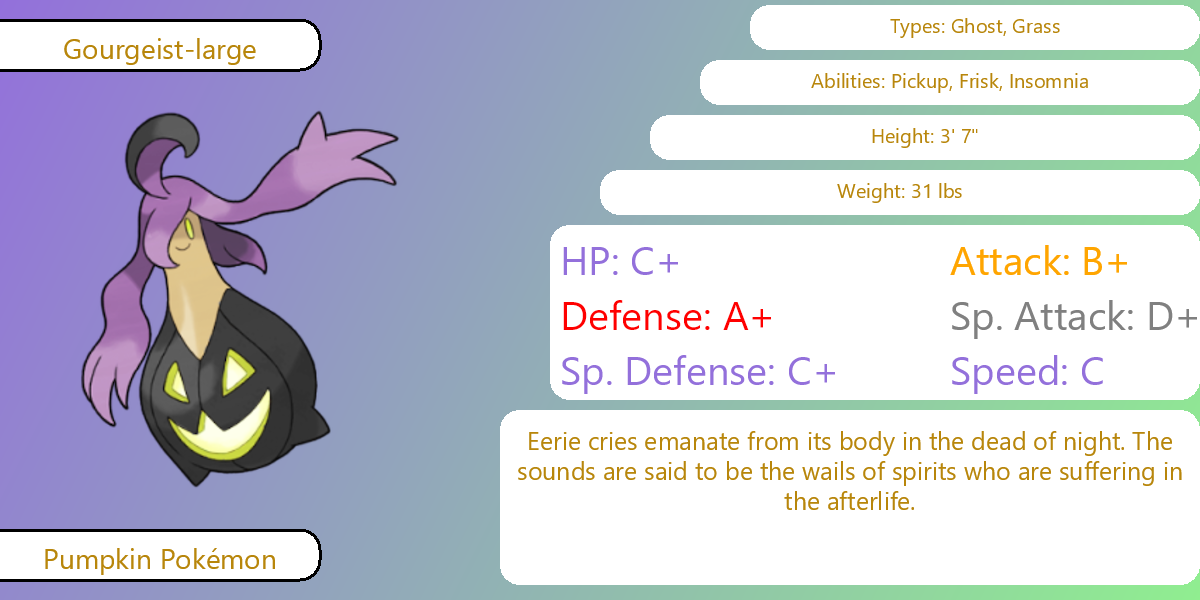 Gourgeist-large
Types: Ghost, Grass
Abilities: Pickup, Frisk, Insomnia
Height: 3' 7"
Weight: 31 lbs
HP: C+
Attack: B+
Defense: A+
Sp. Attack: D+
Sp. Defense: C+
Speed: C
Eerie cries emanate from its body in the dead of night. The
sounds are said to be the wails of spirits who are suffering in
the afterlife.
Pumpkin Pokémon